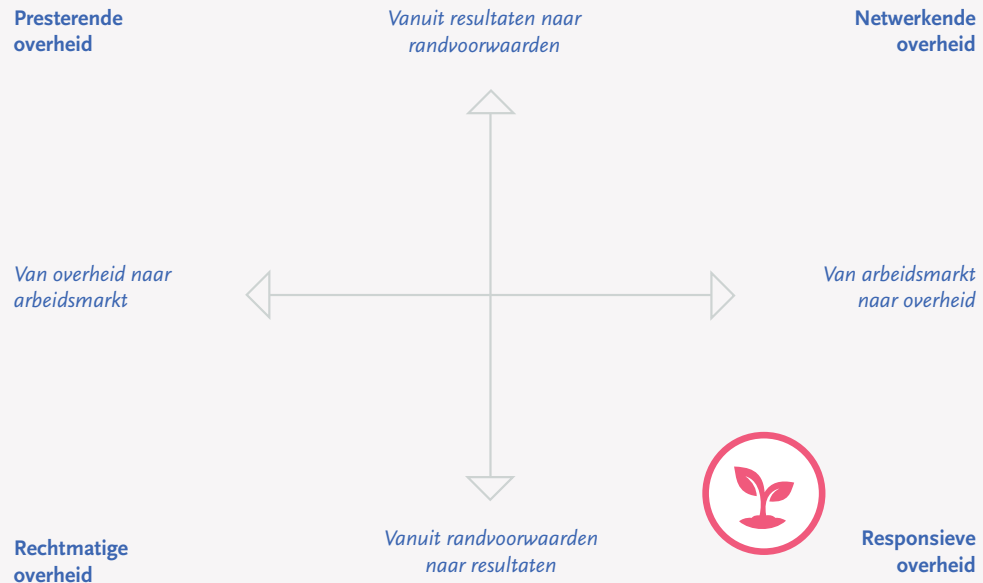 Presterende
overheid
Vanuit resultaten naar
randvoorwaarden
Netwerkende
overheid
Van overheid naar
arbeidsmarkt
Van arbeidsmarkt
naar overheid
Rechtmatige
overheid
Vanuit randvoorwaarden
naar resultaten
Responsieve
overheid